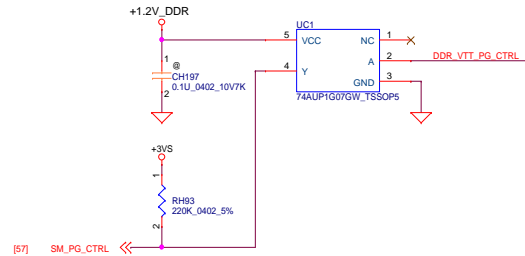 +1.2V_DDR
UC1
5 VCC NC 1
1 @
CH197
0.1U_0402_10V7K
2
A 2 DDR_VTT_PG_CTRL
4 Y
GND 3
74AUP1G07GW_TSSOP5
+3VS
1
RH93
220K_0402_5%
2
[57] SM_PG_CTRL